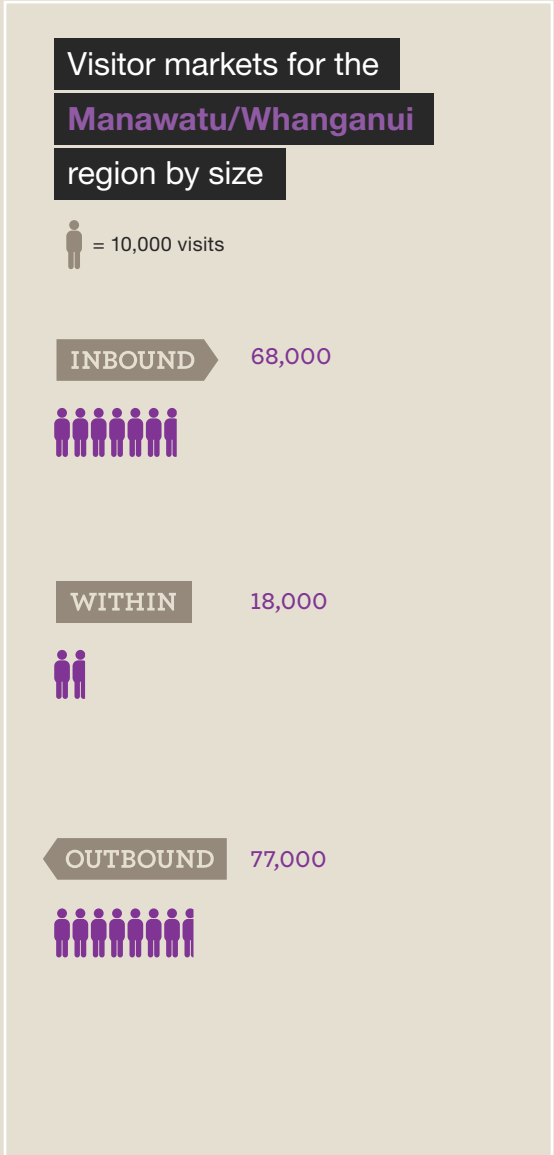 Visitor markets for the
Manawatu/Whanganui
region by size
= 10,000 visits
INBOUND 68,000
WITHIN 18,000
OUTBOUND 77,000